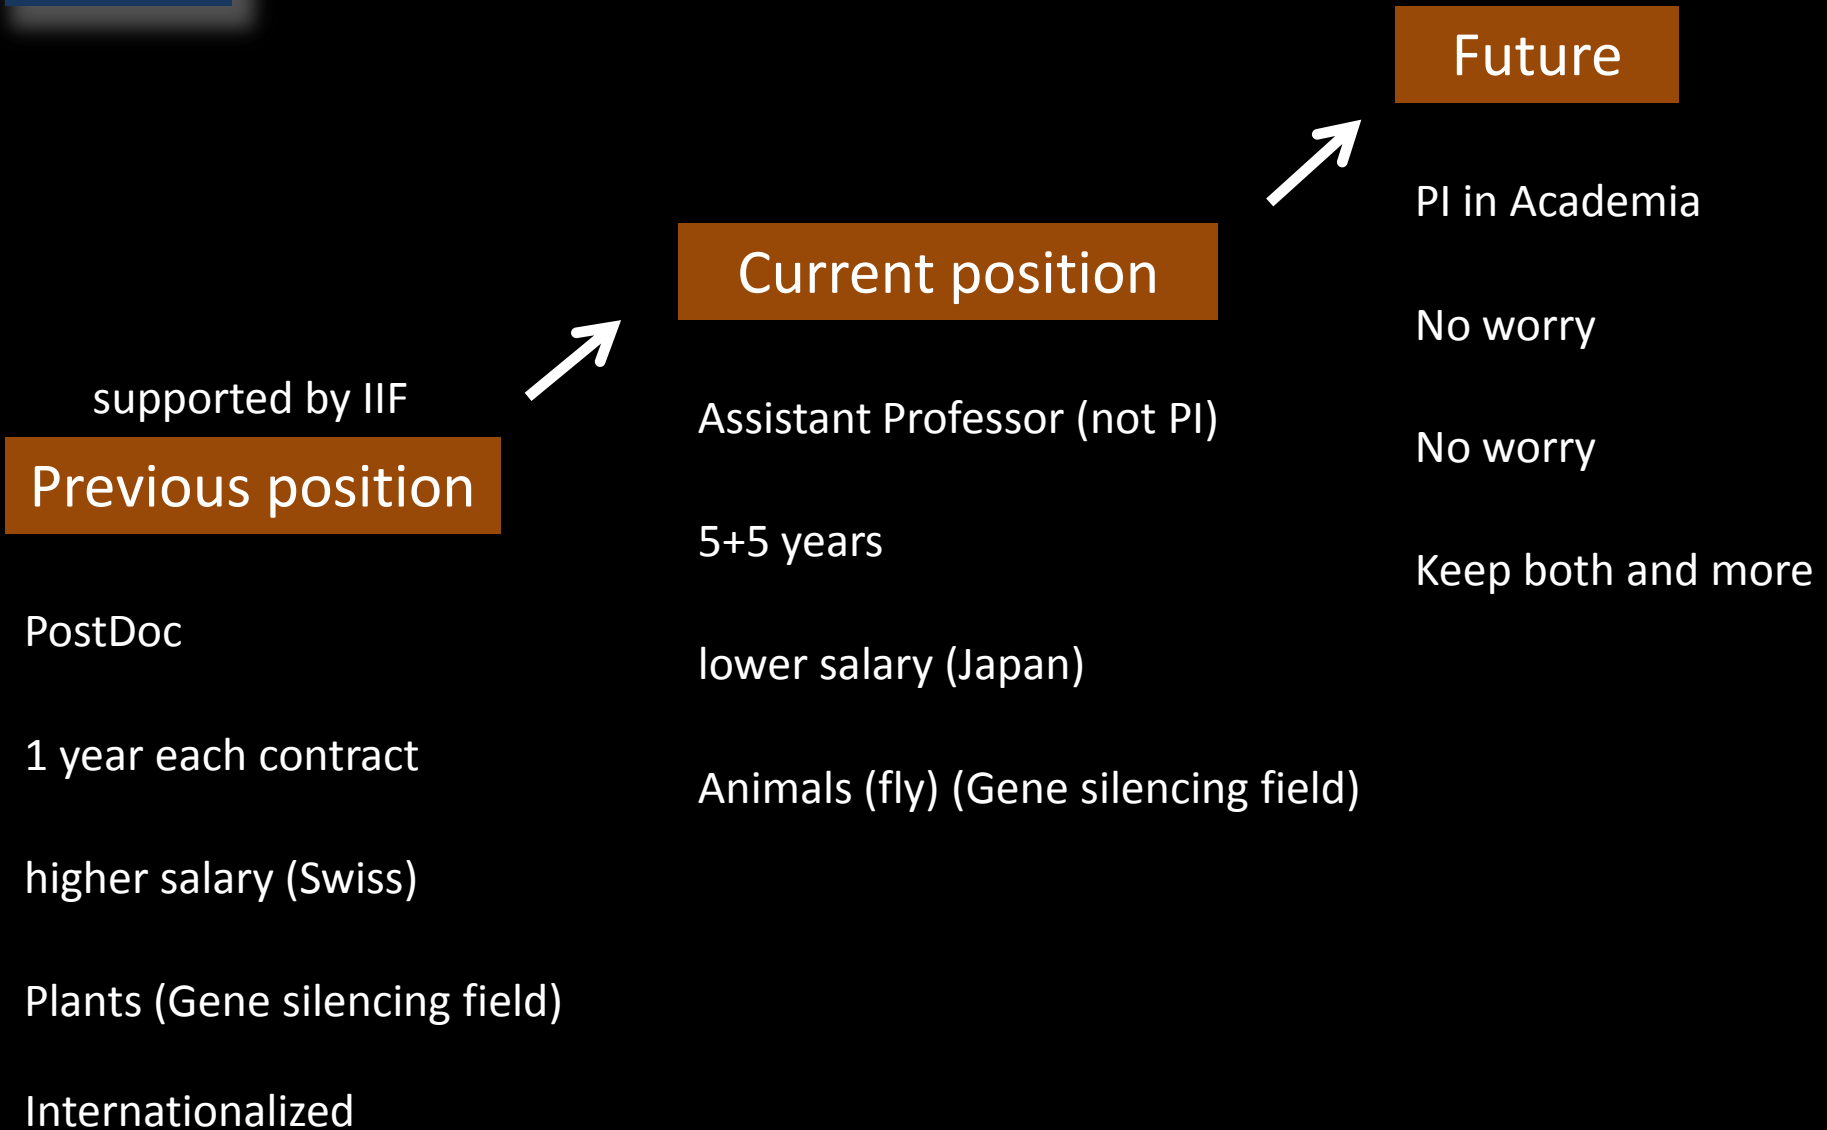 supported by IIF
Previous position
PostDoc
1 year each contract
higher salary (Swiss)
Plants (Gene silencing field)
Internationalized
Current position
Assistant Professor (not PI)
5+5 years
lower salary (Japan)
Animals (fly) (Gene silencing field)
Future
PI in Academia
No worry
No worry
Keep both and more